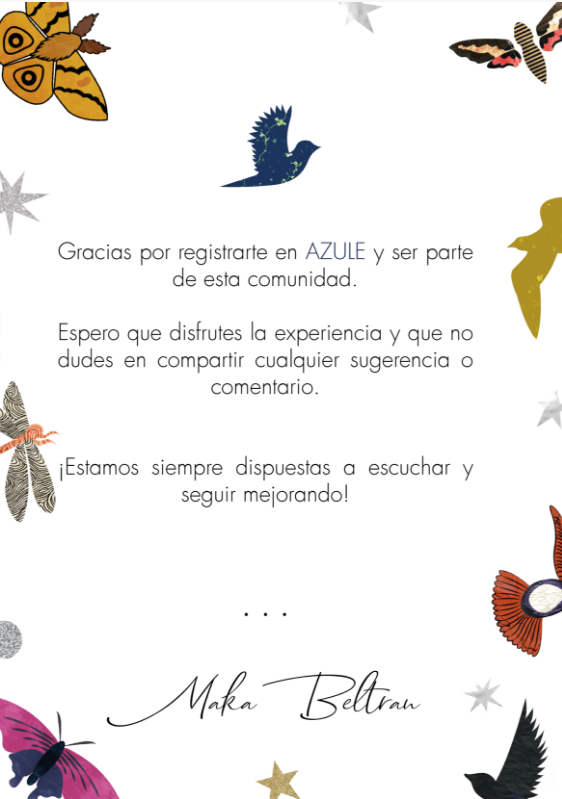 Gracias por registrarte en AZULE y ser parte
de esta comunidad.
Espero que disfrutes la experiencia y que no
dudes en compartir cualquier sugerencia o
comentario.
¡Estamos siempre dispuestas a escuchar y
seguir mejorando!
. . .
Maka Beltran